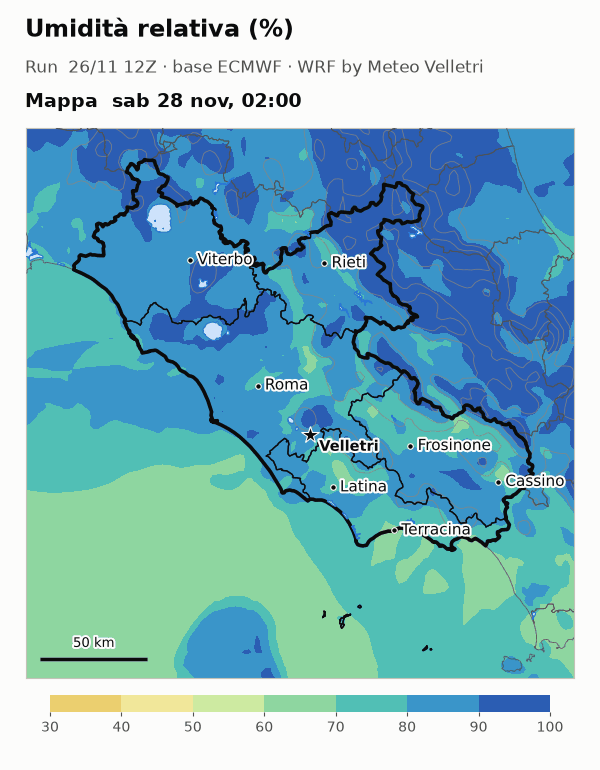 Umidità relativa (%)
Run  26/11 12Z · base ECMWF · WRF by Meteo Velletri
Mappa  sab 28 nov, 02:00
Viterbo
Rieti
Roma
Velletri
Frosinone
Cassino
Latina
Terracina
50 km
30 40 50 60 70 80 90 100